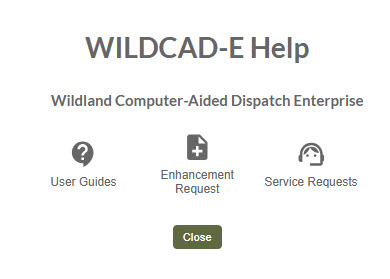 WILDCAD-E Help
Wildland Computer-Aided Dispatch Enterprise
User Guides
Enhancement
Request
Service Requests
Close